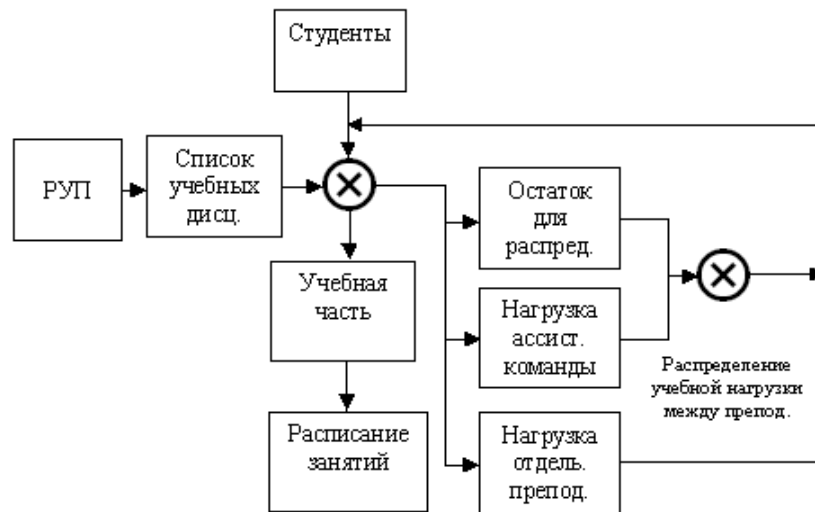 Студенты
РУП
Список
учебных
дисц.
Остаток
для
распред.
Учебная
часть
Нагрузка
ассист.
команды
Распределение
учебной нагрузки
между препод.
Расписание
занятий
Нагрузка
отдель.
препод.